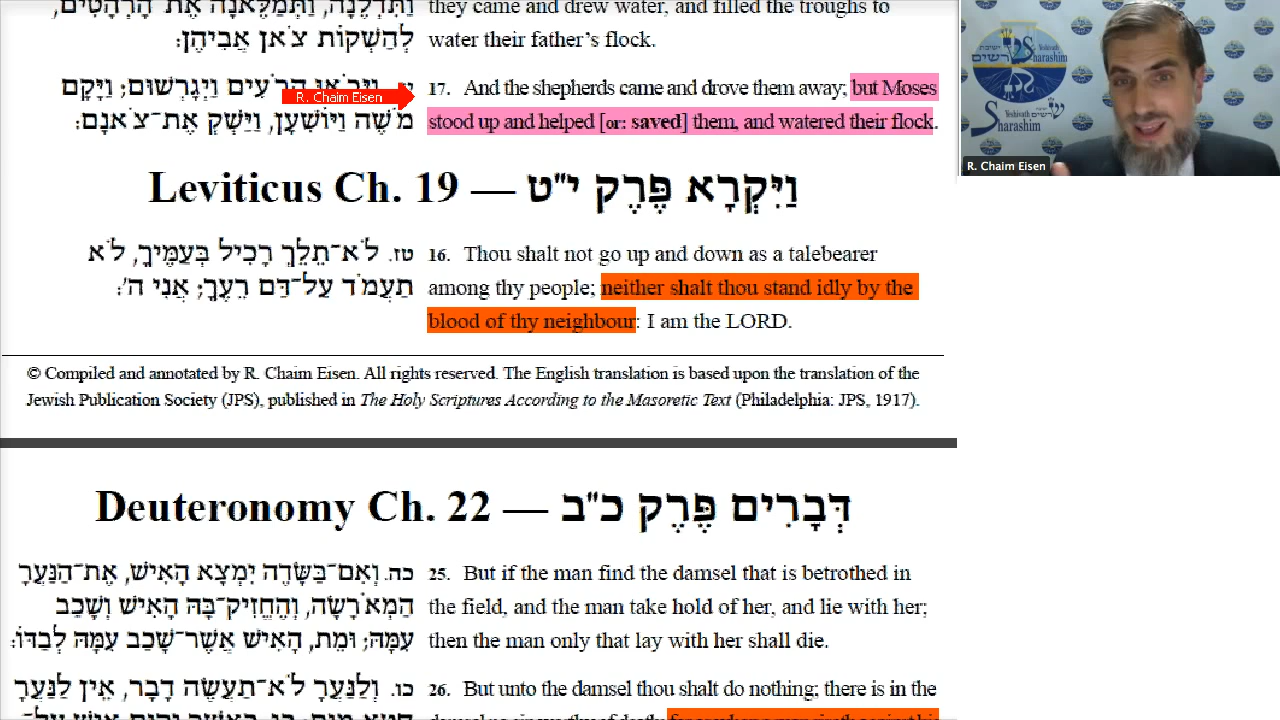 וַתִּדְלֶנָה, וַתְּמַלֶּאנָה אֶת־הָרְהָטִים,
they came and drew water, and filled the troughs to
לְהַשְׁקוֹת צֹאן אֲבִיהֶן׃
water their father's flock.
הָרֹעִים וַיְגָרְשׁוּם; וַיָּקָם
R. Chaim Eisen
17. And the shepherds came and drove them away; but Moses
מֹשֶׁה וַיּוֹשִׁעָן, וַיַּשְׁקְ אֶת־צֹאנָם׃
stood up and helped [or: saved] them, and watered their flock.
Leviticus Ch. 19 — וַיִּקְרָא פֶּרֶק י״ט
טז. לֹא־תֵלֵךְ רָכִיל בְּעַמֶּיךָ, לֹא
16. Thou shalt not go up and down as a talebearer
תַעֲמֹד עַל־דַּם רֵעֶךָ; אֲנִי ה׳׃
among thy people; neither shalt thou stand idly by the
blood of thy neighbour: I am the LORD.
© Compiled and annotated by R. Chaim Eisen. All rights reserved. The English translation is based upon the translation of the
Jewish Publication Society (JPS), published in The Holy Scriptures According to the Masoretic Text (Philadelphia: JPS, 1917).
Deuteronomy Ch. 22 — דְּבָרִים פֶּרֶק כ״ב
כה. וְאִם־בַּשָּׂדֶה יִמְצָא הָאִישׁ, אֶת־הַנַּעֲרָ
25. But if the man find the damsel that is betrothed in
הַמְאֹרָשָׂה, וְהֶחֱזִיק־בָּהּ הָאִישׁ וְשָׁכַב
the field, and the man take hold of her, and lie with her;
עִמָּהּ; וּמֵת, הָאִישׁ אֲשֶׁר־שָׁכַב עִמָּהּ לְבַדּוֹ׃
then the man only that lay with her shall die.
כו. וְלַנַּעֲרָ לֹא־תַעֲשֶׂה דָבָר, אֵין לַנַּעֲרָ
26. But unto the damsel thou shalt do nothing; there is in the
ישיבת
שרשים
Yeshivath
Sharashim
Yeshivath
Sharashim
R. Chaim Eisen